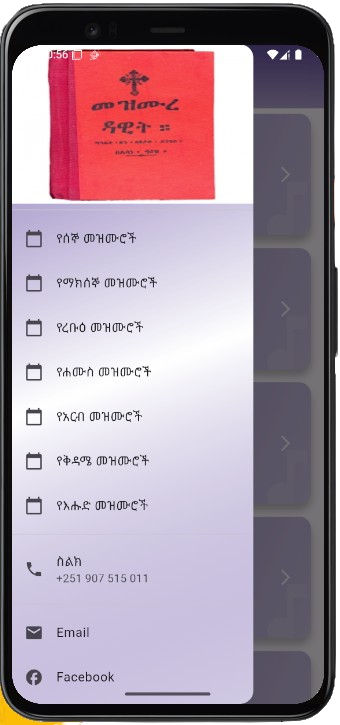 0:56
መዝሙረ
ዳዊት ።
የሰኞ መዝሙሮች
የማክሰኞ መዝሙሮች
የረቡዕ መዝሙሮች
የሐሙስ መዝሙሮች
የአርብ መዝሙሮች
የቅዳሜ መዝሙሮች
የእሑድ መዝሙሮች
ስልክ
+251 907 515 011
Email
Facebook